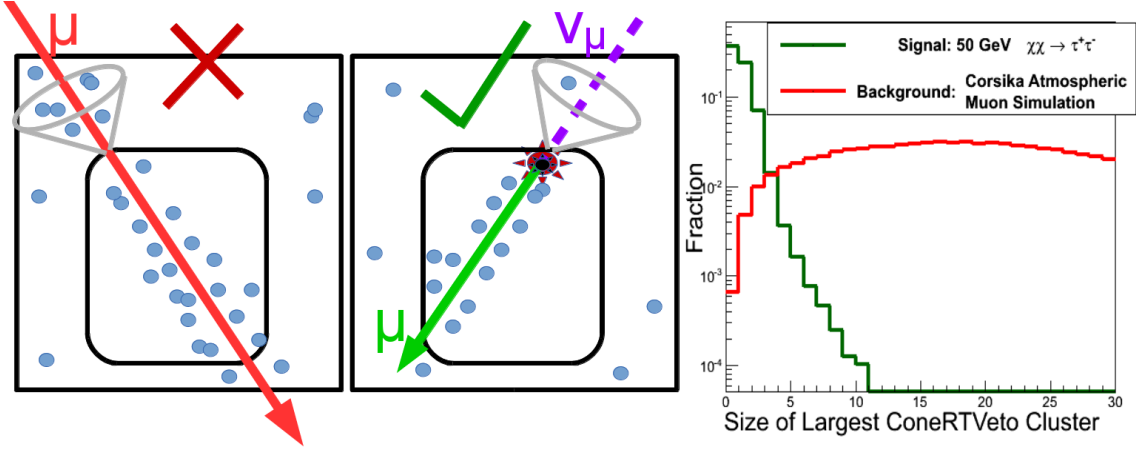 μ
ν_μ
μ
Signal: 50 GeV χχ → τ⁺τ⁻
Background: Corsika Atmospheric
Muon Simulation
Fraction
10⁻¹
10⁻²
10⁻³
10⁻⁴
0 5 10 15 20 25 30
Size of Largest ConeRTVeto Cluster